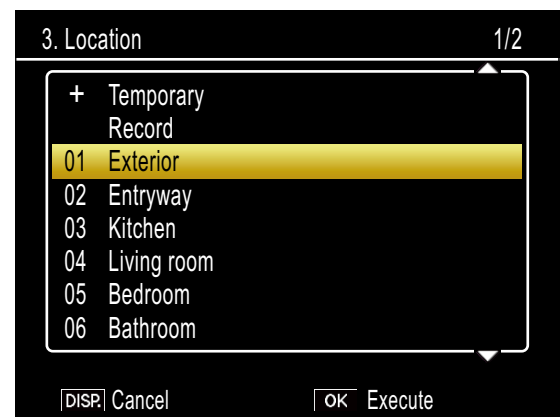 3. Location 1/2
+ Temporary
Record
01 Exterior
02 Entryway
03 Kitchen
04 Living room
05 Bedroom
06 Bathroom
DISP. Cancel OK Execute